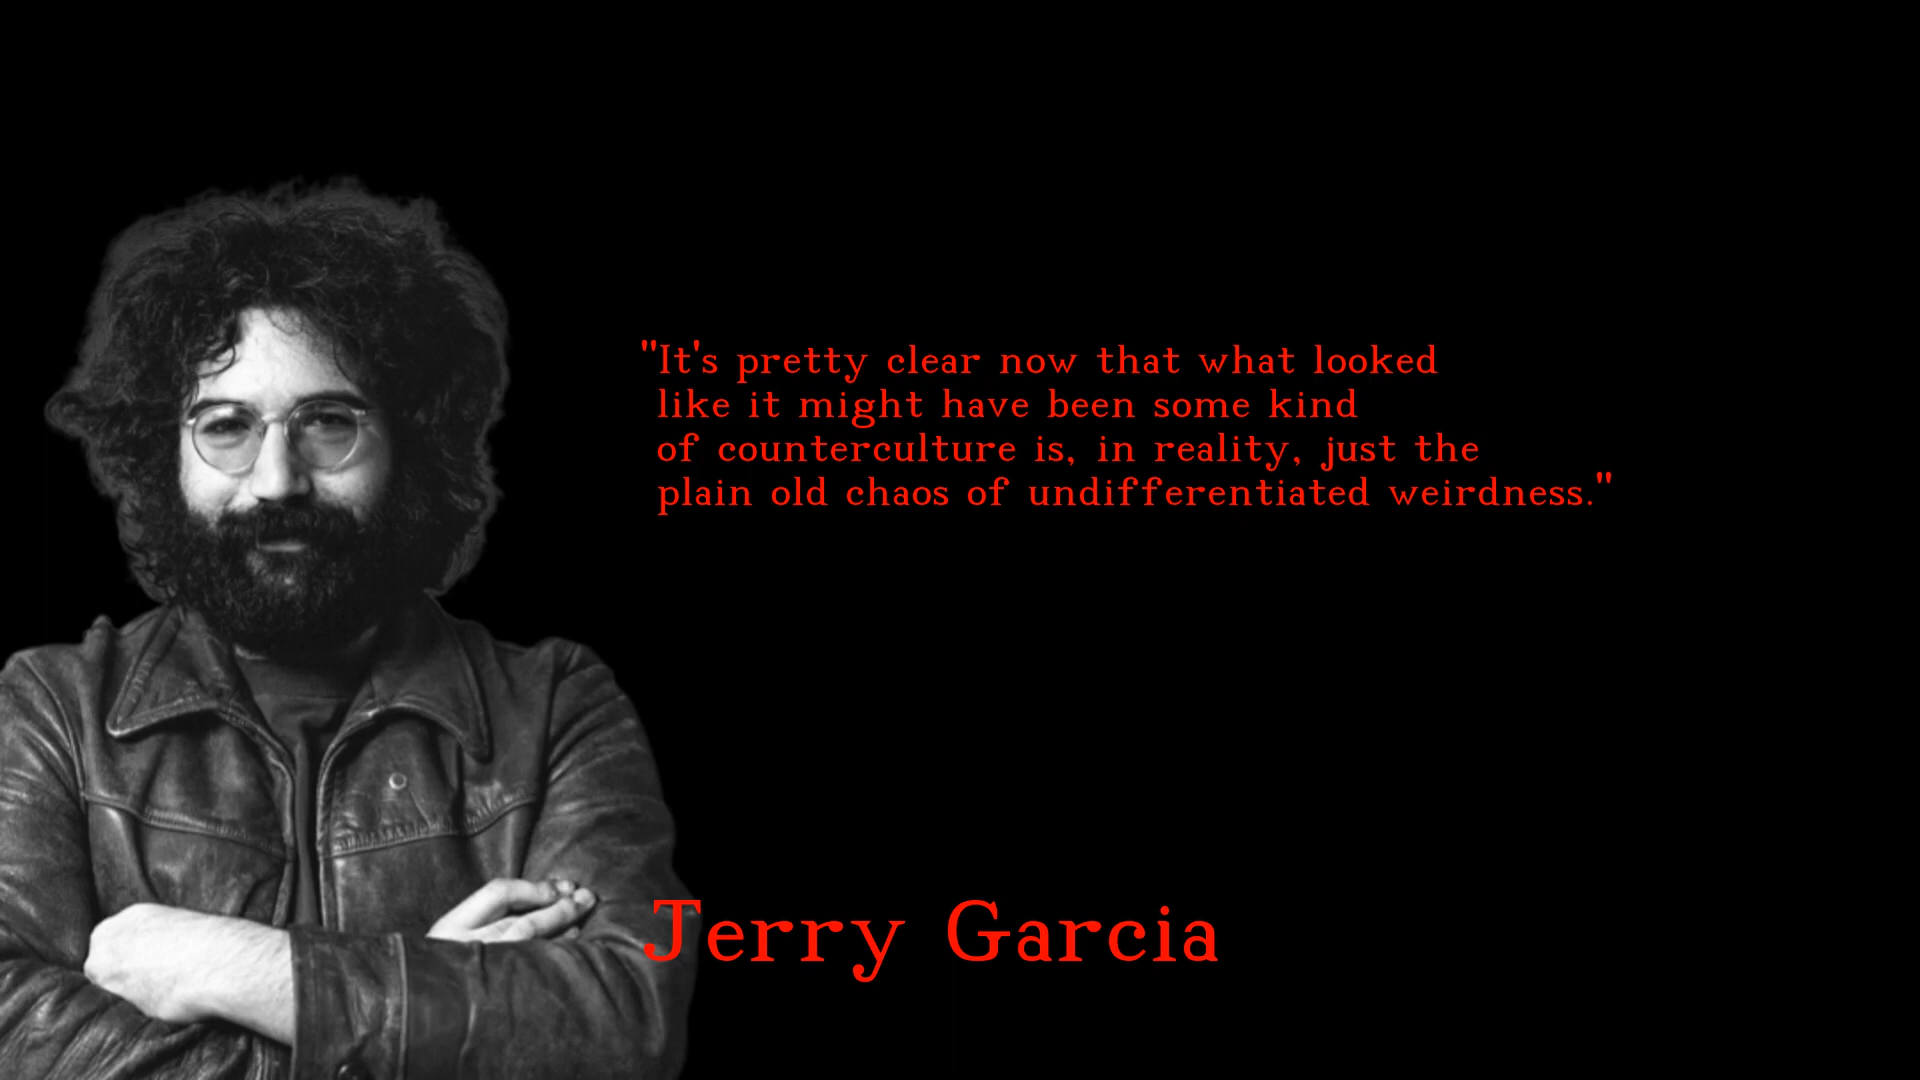 "It's pretty clear now that what looked
like it might have been some kind
of counterculture is, in reality, just the
plain old chaos of undifferentiated weirdness."
Jerry Garcia